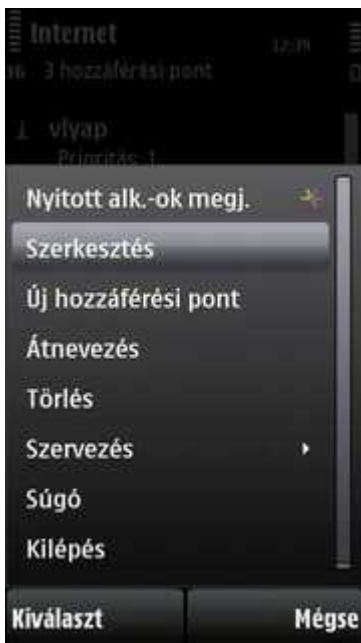 Internet
12:39
3 hozzáférési pont
vlyap
Prioritás: 1
Nyitott alk.-ok megj.
Szerkesztés
Új hozzáférési pont
Átnevezés
Törlés
Szervezés
Súgó
Kilépés
Kiválaszt
Mégse